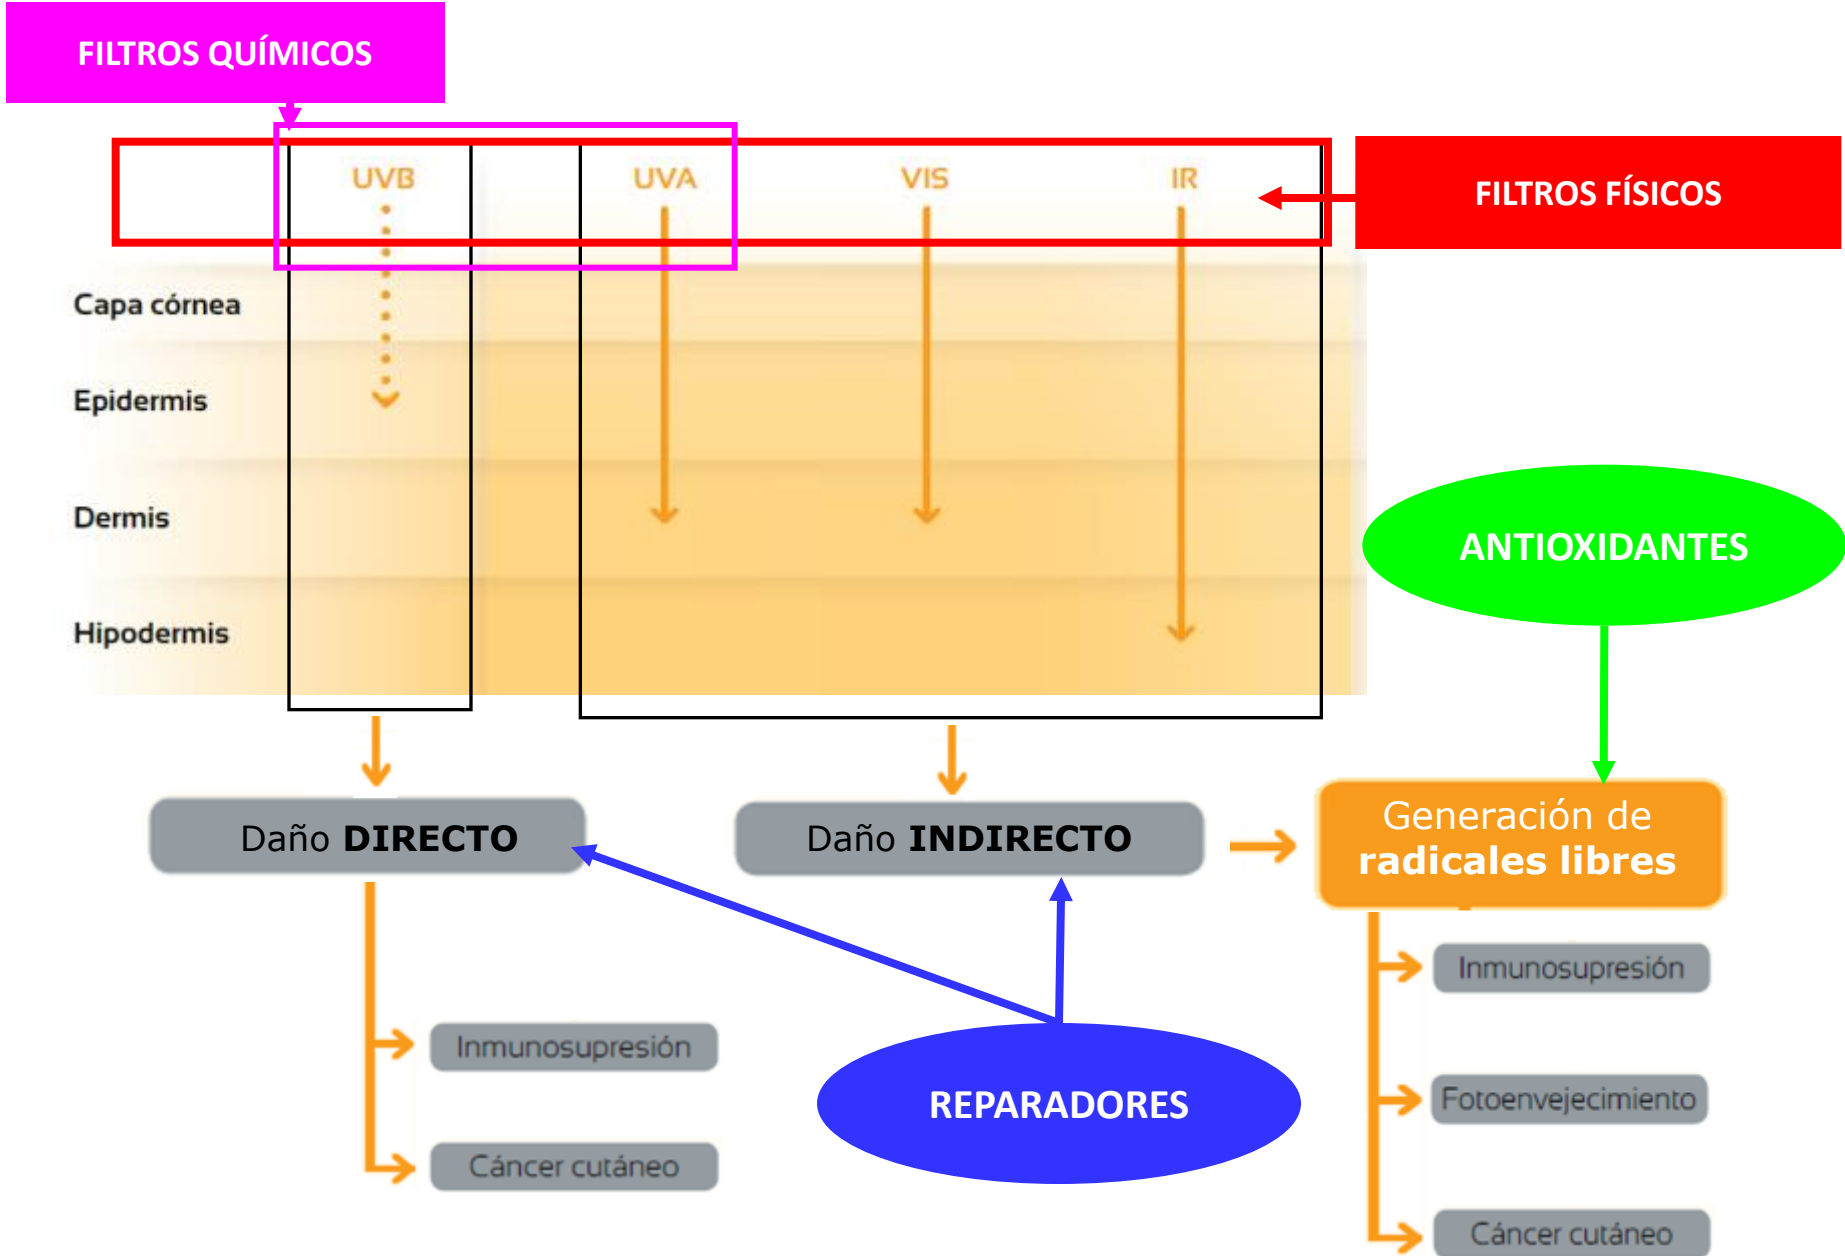 FILTROS QUÍMICOS
UVB
UVA
VIS
IR
FILTROS FÍSICOS
Capa córnea
Epidermis
Dermis
Hipodermis
ANTIOXIDANTES
Daño DIRECTO
Daño INDIRECTO
Generación de
radicales libres
Inmunosupresión
Cáncer cutáneo
REPARADORES
Inmunosupresión
Fotoenvejecimiento
Cáncer cutáneo